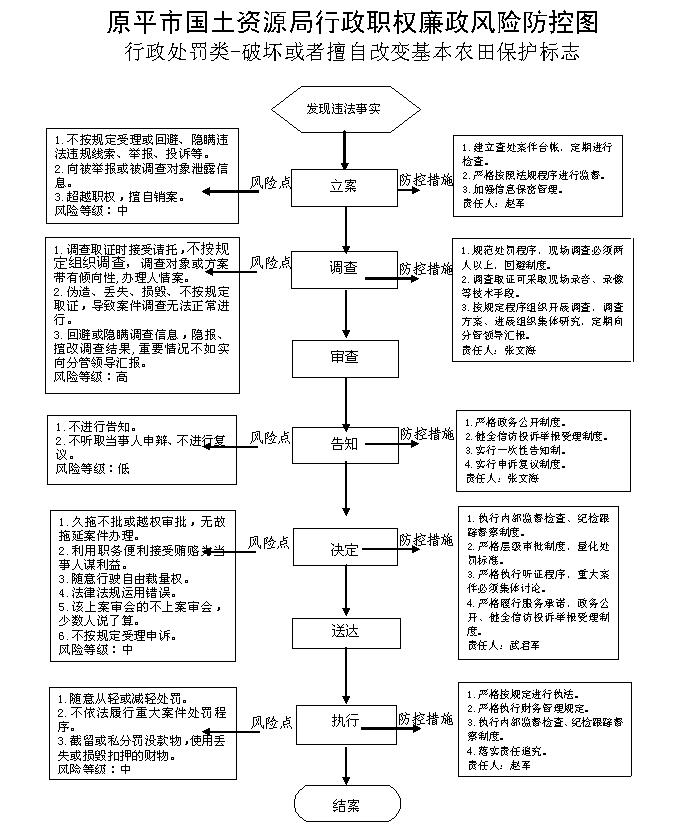 原平市国土资源局行政职权廉政风险防控图
行政处罚类-破坏或者擅自改变基本农田保护标志
发现违法事实
1.不按规定受理或回避、隐瞒违
法违规线索、举报、投诉等。
2.向被举报或被调查对象泄露信
息。
3.超越职权，擅自销案。
风险等级：中
风险点
立案
防控措施
1.建立查处案件台帐，定期进行
检查。
2.严格按照法规程序进行监督。
3.加强信息保密管理。
责任人：赵军
1.调查取证时接受请托，不按规
定组织调查，调查对象或方案
带有倾向性,办理人情案。
2.伪造、丢失、损毁、不按规定
取证，导致案件调查无法正常进
行。
3.回避或隐瞒调查信息，隐报、
擅改调查结果,重要情况不如实
向分管领导汇报。
风险等级：高
风险点
调查
防控措施
1.规范处罚程序，现场调查必须两
人以上，回避制度。
2.调查取证可采取现场录音、录像
等技术手段。
3.按规定程序组织开展调查，调查
方案、进展组织集体研究，定期向
分管领导汇报。
责任人：张文海
审查
1.不进行告知。
2.不听取当事人申辩、不进行复
议。
风险等级：低
风险点
告知
防控措施
1.严格政务公开制度。
2.健全信访投诉举报受理制度。
3.实行一次性告知制。
4.实行申诉复议制度。
责任人：张文海
1.久拖不批或越权审批，无故
拖延案件办理。
2.利用职务便利接受贿赂为当
事人谋利益。
3.随意行驶自由裁量权。
4.法律法规运用错误。
5.该上案审会的不上案审会，
少数人说了算。
6.不按规定受理申诉。
风险等级：中
风险点
决定
防控措施
1.执行内部监督检查、纪检跟
踪督察制度。
2.严格层级审批制度，量化处
罚标准。
3.严格执行听证程序，重大案
件必须集体讨论。
4.严格履行服务承诺，政务公
开、健全信访投诉举报受理制
度。
责任人：武君军
送达
1.随意从轻或减轻处罚。
2.不依法履行重大案件处罚程
序。
3.截留或私分罚没款物,使用丢
失或损毁扣押的财物。
风险等级：中
风险点
执行
防控措施
1.严格按规定进行执法。
2.严格执行财务管理规定。
3.执行内部监督检查、纪检跟踪督
察制度。
4.落实责任追究。
责任人：赵军
结案